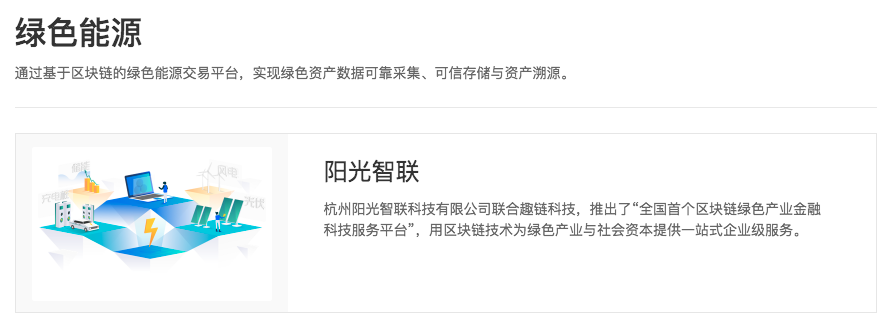 绿色能源
通过基于区块链的绿色能源交易平台，实现绿色资产数据可靠采集、可信存储与资产溯源。
储能
风电
充电桩
光伏
阳光智联
杭州阳光智联科技有限公司联合趣链科技，推出了“全国首个区块链绿色产业金融
科技服务平台”，用区块链技术为绿色产业与社会资本提供一站式企业级服务。